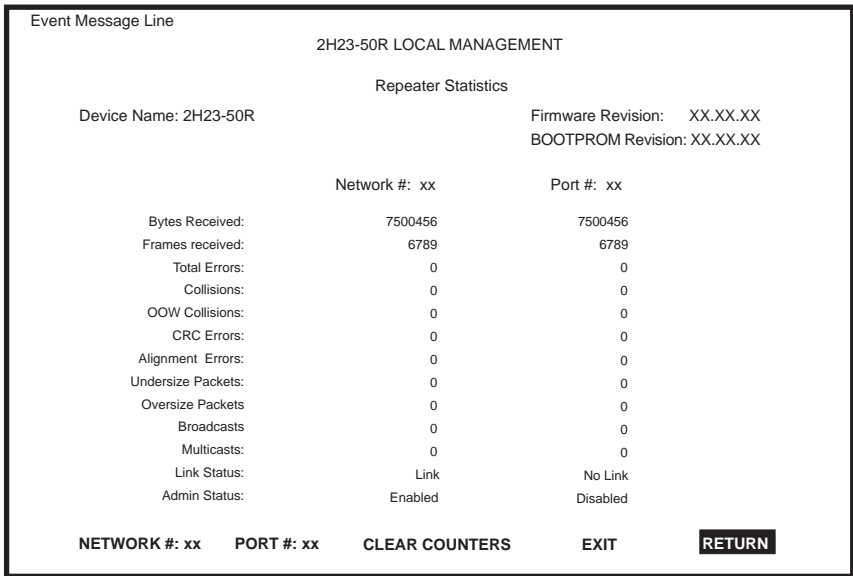 Event Message Line
2H23-50R LOCAL MANAGEMENT
Repeater Statistics
Device Name: 2H23-50R Firmware Revision: XX.XX.XX
BOOTPROM Revision: XX.XX.XX
Network #: xx Port #: xx
Bytes Received: 7500456 7500456
Frames received: 6789 6789
Total Errors: 0 0
Collisions: 0 0
OOW Collisions: 0 0
CRC Errors: 0 0
Alignment Errors: 0 0
Undersize Packets: 0 0
Oversize Packets 0 0
Broadcasts 0 0
Multicasts: 0 0
Link Status: Link No Link
Admin Status: Enabled Disabled
NETWORK #: xx PORT #: xx CLEAR COUNTERS EXIT RETURN